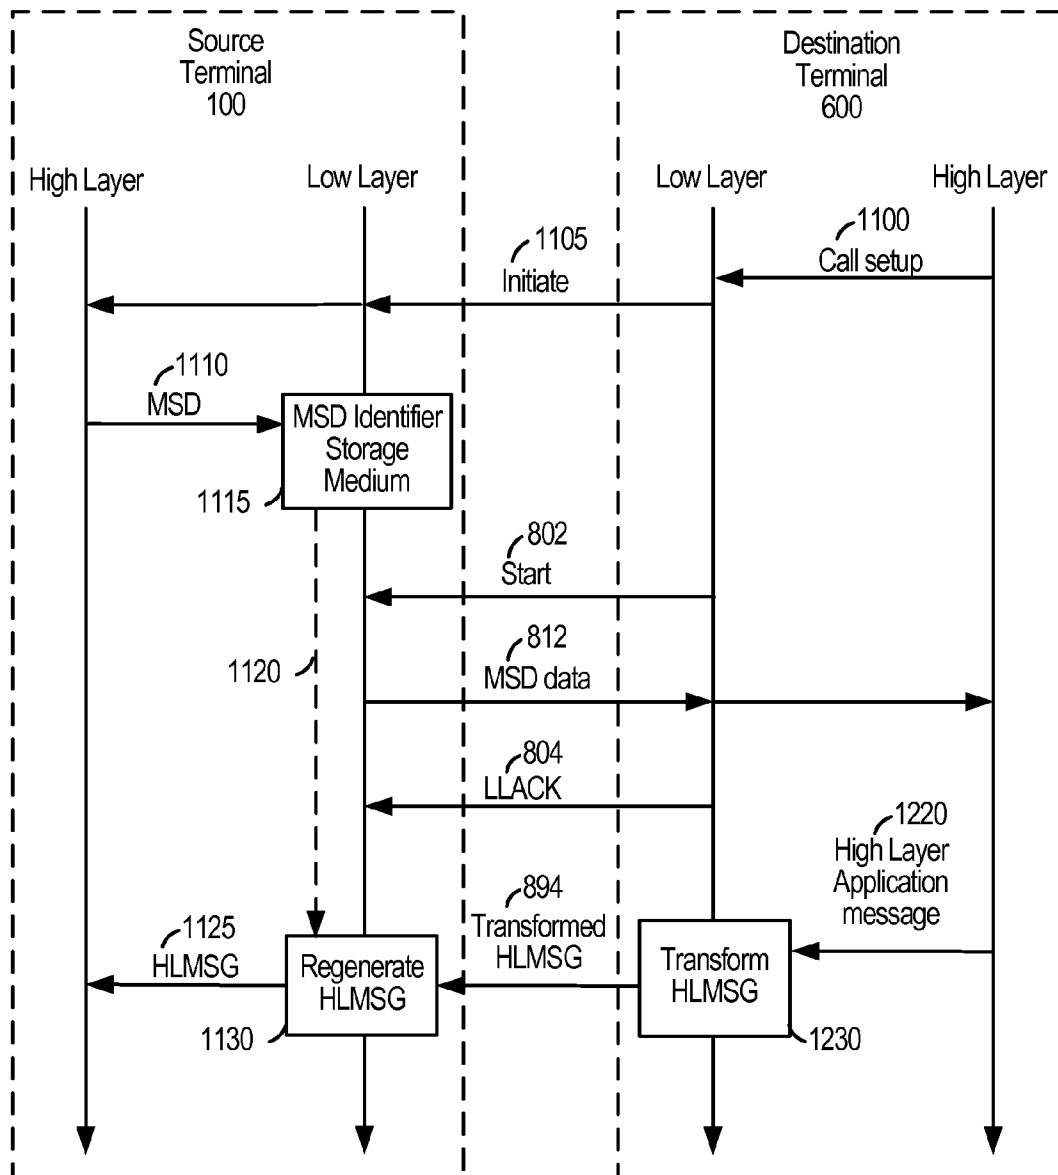 Source
Terminal
100
Destination
Terminal
600
High Layer
Low Layer
Low Layer
High Layer
1100
Call setup
1105
Initiate
1110
MSD
MSD Identifier
Storage
Medium
1115
802
Start
1120
812
MSD data
804
LLACK
1220
High Layer
Application
message
894
Transformed
HLMSG
1125
HLMSG
Regenerate
HLMSG
1130
Transform
HLMSG
1230